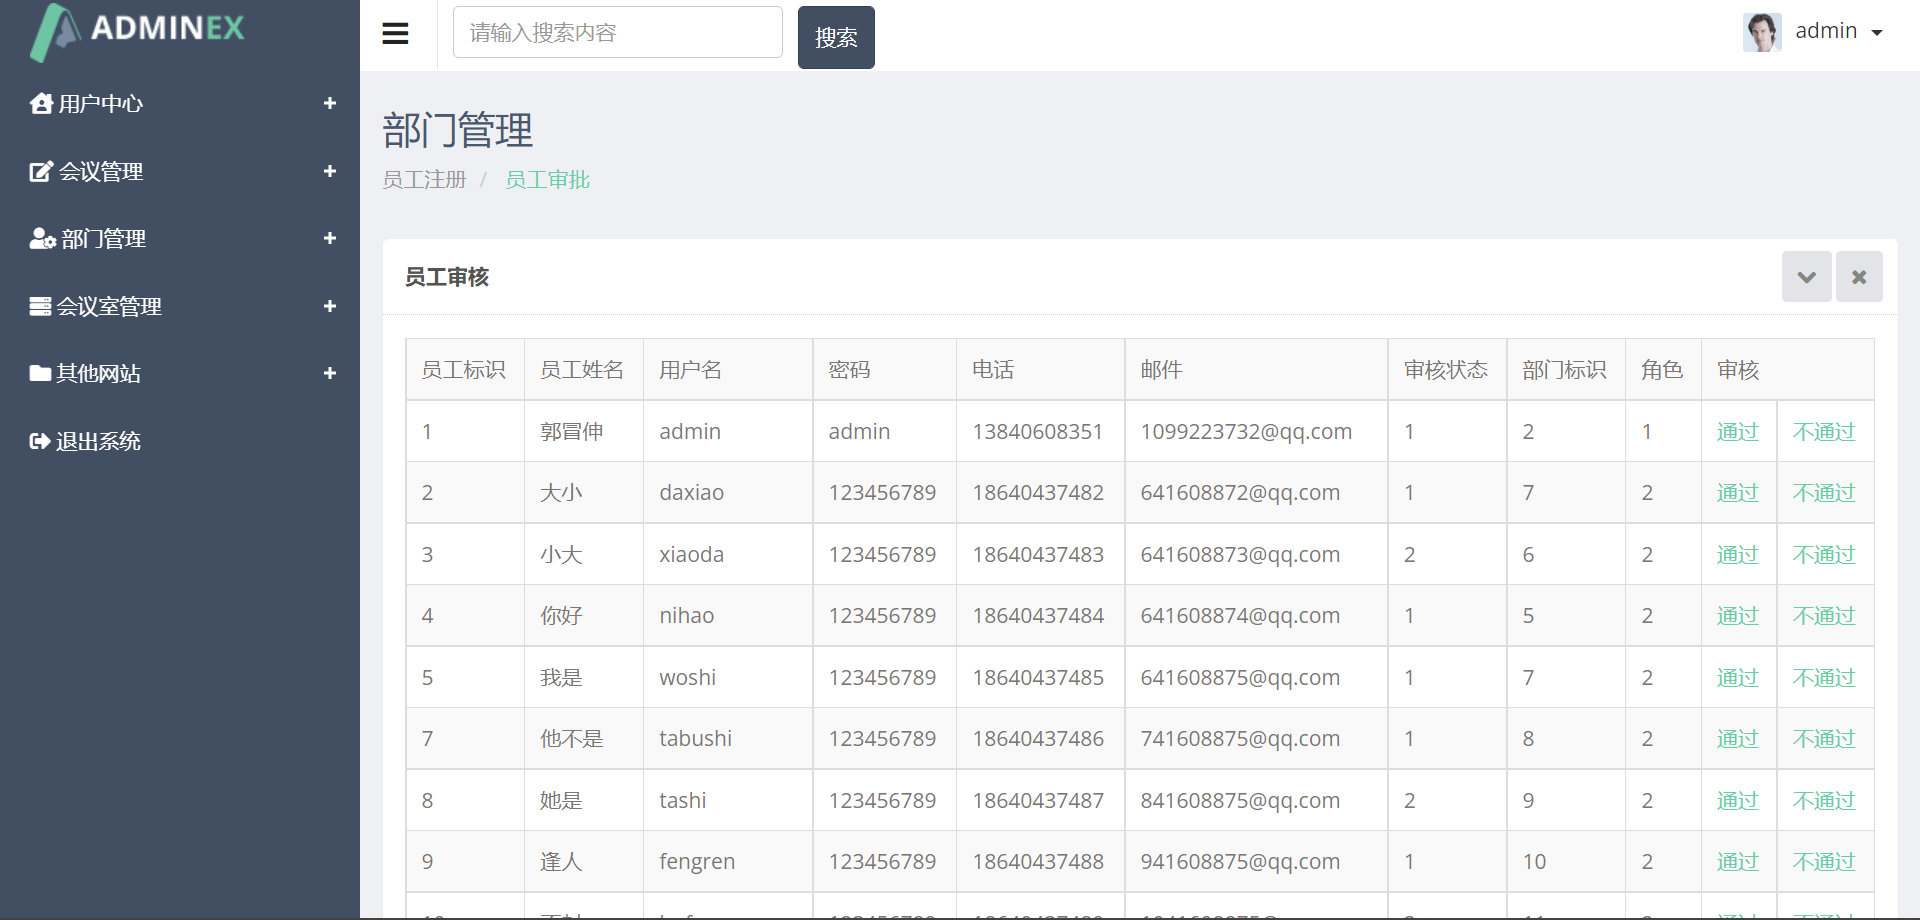 ADMINEX
用户中心
会议管理
部门管理
会议室管理
其他网站
退出系统
请输入搜索内容 搜索 admin
部门管理
员工注册 / 员工审批
员工审核
员工标识 员工姓名 用户名 密码 电话 邮件 审核状态 部门标识 角色 审核
1 郭冒伸 admin admin 13840608351 1099223732@qq.com 1 2 1 通过 不通过
2 大小 daxiao 123456789 18640437482 641608872@qq.com 1 7 2 通过 不通过
3 小大 xiaoda 123456789 18640437483 641608873@qq.com 2 6 2 通过 不通过
4 你好 nihao 123456789 18640437484 641608874@qq.com 1 5 2 通过 不通过
5 我是 woshi 123456789 18640437485 641608875@qq.com 1 7 2 通过 不通过
7 他不是 tabushi 123456789 18640437486 741608875@qq.com 1 8 2 通过 不通过
8 她是 tashi 123456789 18640437487 841608875@qq.com 2 9 2 通过 不通过
9 逢人 fengren 123456789 18640437488 941608875@qq.com 1 10 2 通过 不通过